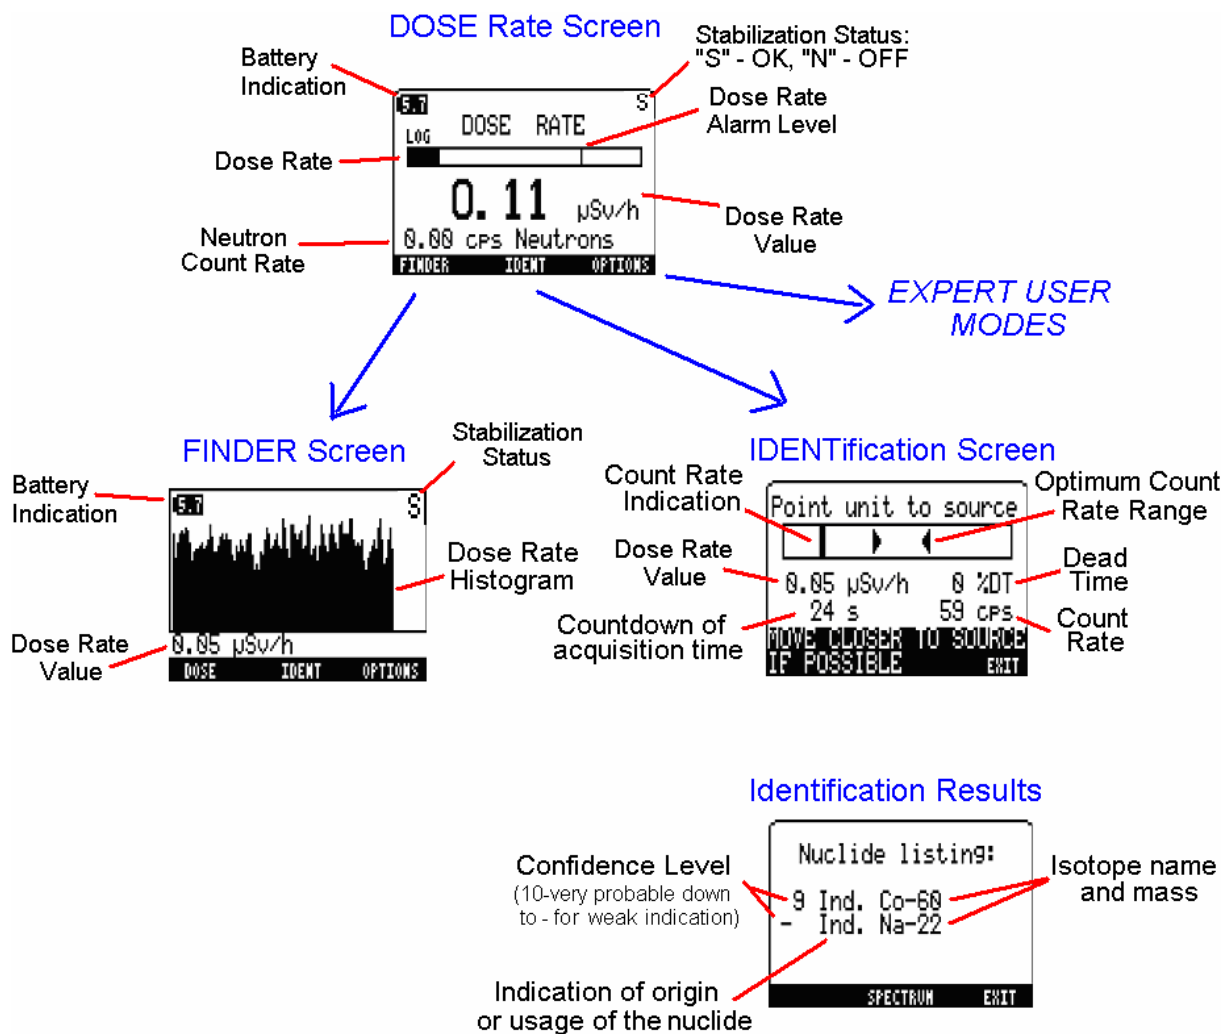 DOSE Rate Screen
Stabilization Status:
"S" - OK, "N" - OFF
Battery
Indication
5.7
S
Dose Rate
Alarm Level
LOG
DOSE RATE
Dose Rate
0.11 µSv/h
Dose Rate
Value
Neutron
Count Rate
0.00 cps Neutrons
FINDER IDENT OPTIONS
EXPERT USER
MODES
FINDER Screen
Stabilization
Status
Battery
Indication
5.7
S
Dose Rate
Histogram
Dose Rate
Value
0.05 µSv/h
DOSE IDENT OPTIONS
IDENTification Screen
Count Rate
Indication
Optimum Count
Rate Range
Point unit to source
Dose Rate
Value
Dead
Time
0.05 µSv/h 0 %DT
24 s 59 cps
Countdown of
acquisition time
Count
Rate
MOVE CLOSER TO SOURCE
IF POSSIBLE EXIT
Identification Results
Nuclide listing:
Confidence Level
(10-very probable down
to - for weak indication)
Isotope name
and mass
9 Ind. Co-60
- Ind. Na-22
Indication of origin
or usage of the nuclide
SPECTRUM EXIT